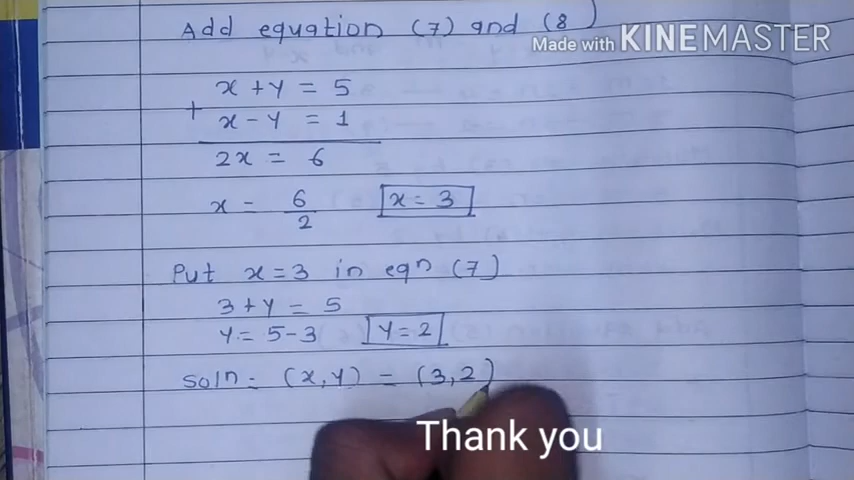 Add equation (7) and (8)
Made with KINEMASTER
x + y = 5
+ x - y = 1
2x = 6
x = 6/2 x = 3
Put x = 3 in eqn (7)
3 + y = 5
y = 5 - 3 y = 2
Soln = (x, y) = (3, 2)
Thank you